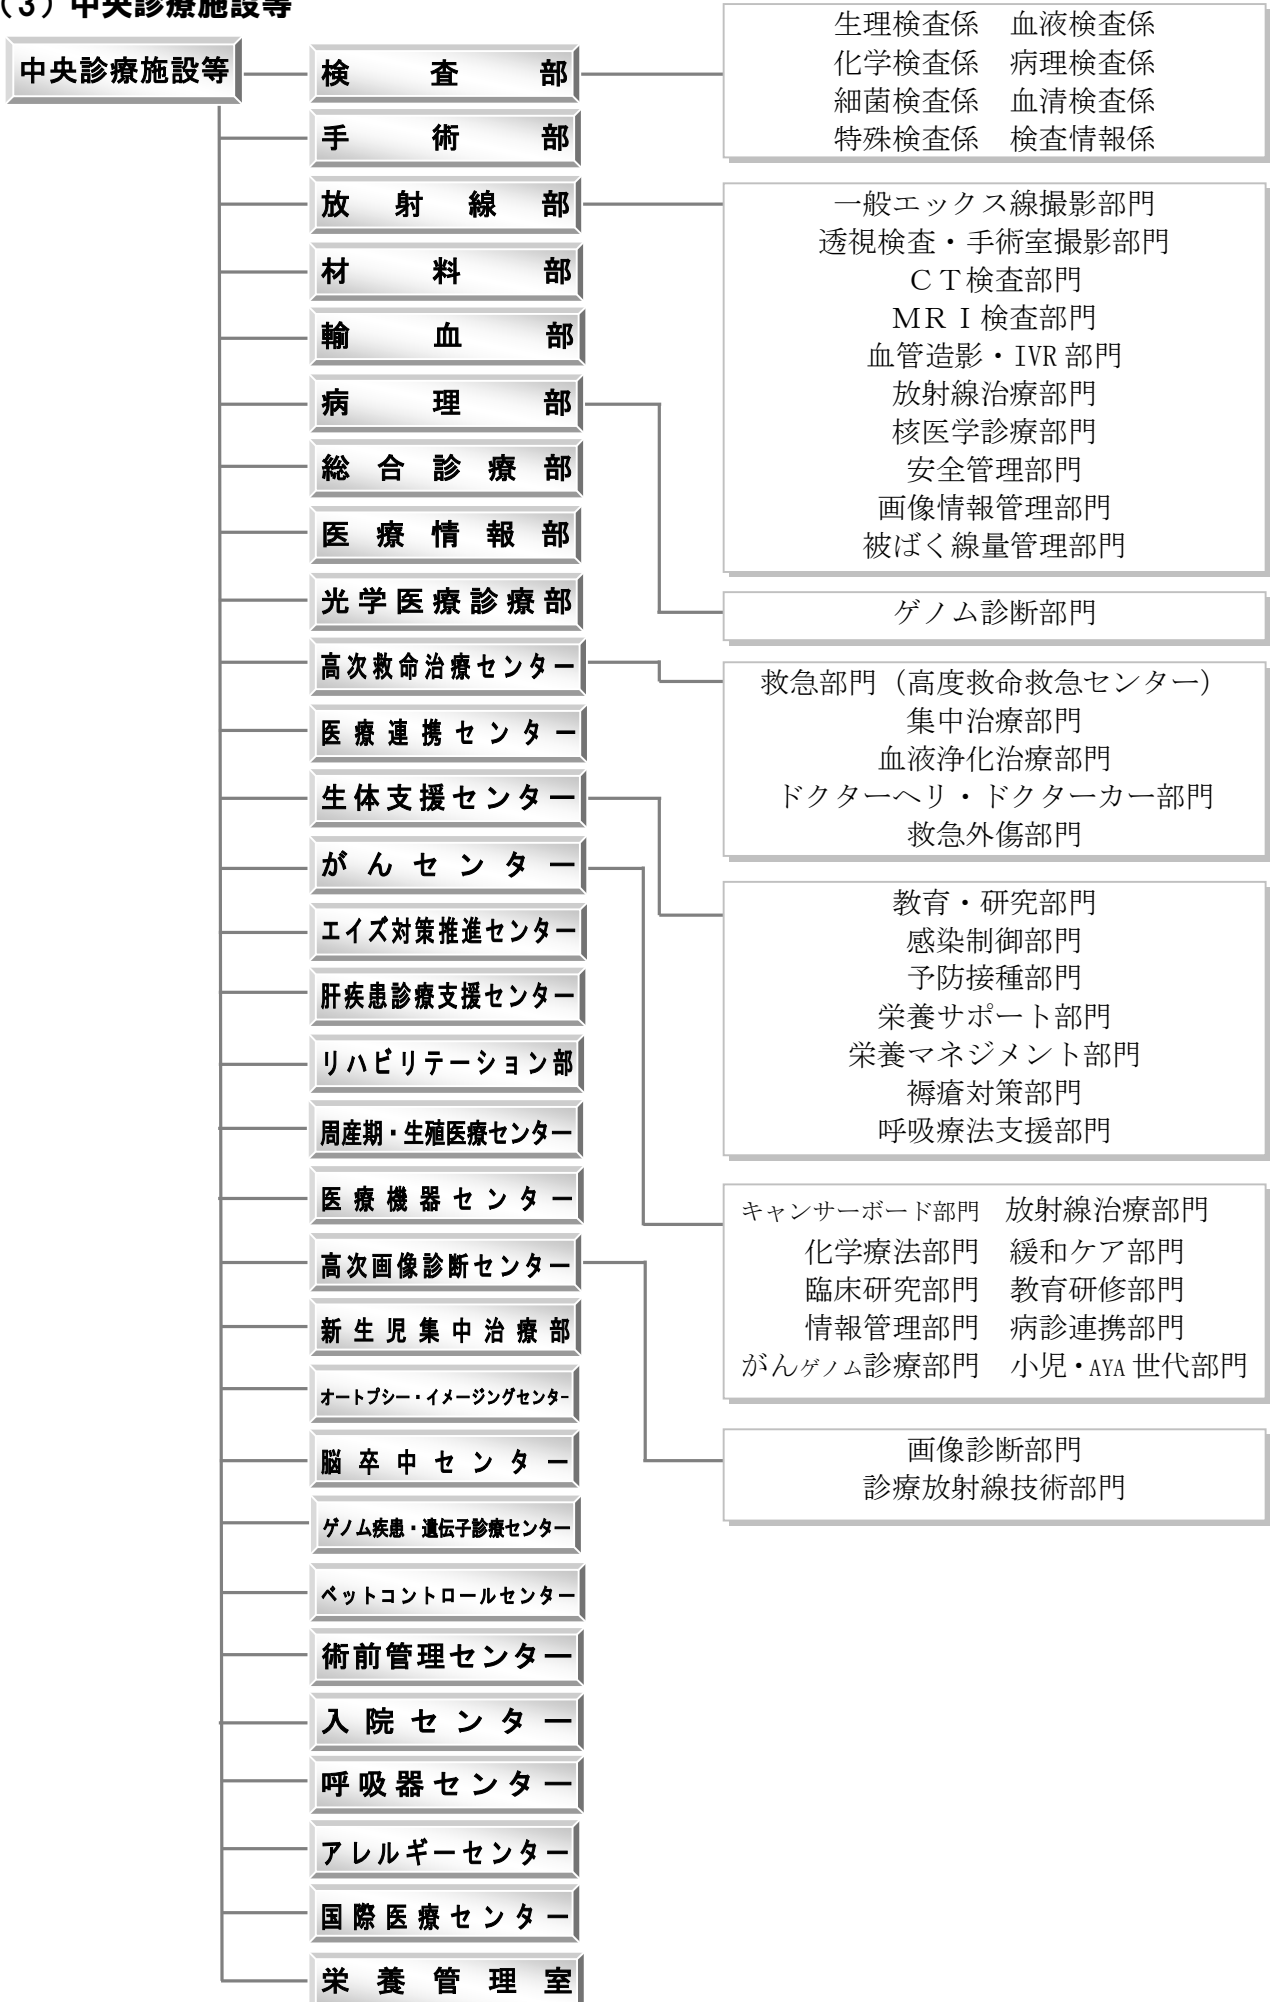 （3）中央診療施設等
中央診療施設等
検査部
生理検査係　血液検査係
化学検査係　病理検査係
細菌検査係　血清検査係
特殊検査係　検査情報係
手術部
放射線部
一般エックス線撮影部門
透視検査・手術室撮影部門
ＣＴ検査部門
ＭＲＩ検査部門
血管造影・IVR部門
放射線治療部門
核医学診療部門
安全管理部門
画像情報管理部門
被ばく線量管理部門
材料部
輸血部
病理部
ゲノム診断部門
総合診療部
医療情報部
光学医療診療部
高次救命治療センター
救急部門（高度救命救急センター）
集中治療部門
血液浄化治療部門
ドクターヘリ・ドクターカー部門
救急外傷部門
医療連携センター
生体支援センター
教育・研究部門
感染制御部門
予防接種部門
栄養サポート部門
栄養マネジメント部門
褥瘡対策部門
呼吸療法支援部門
がんセンター
キャンサーボード部門　放射線治療部門
化学療法部門　緩和ケア部門
臨床研究部門　教育研修部門
情報管理部門　病診連携部門
がんゲノム診療部門　小児・AYA世代部門
エイズ対策推進センター
肝疾患診療支援センター
リハビリテーション部
周産期・生殖医療センター
医療機器センター
高次画像診断センター
画像診断部門
診療放射線技術部門
新生児集中治療部
オートプシー・イメージングセンター
脳卒中センター
ゲノム疾患・遺伝子診療センター
ベットコントロールセンター
術前管理センター
入院センター
呼吸器センター
アレルギーセンター
国際医療センター
栄養管理室